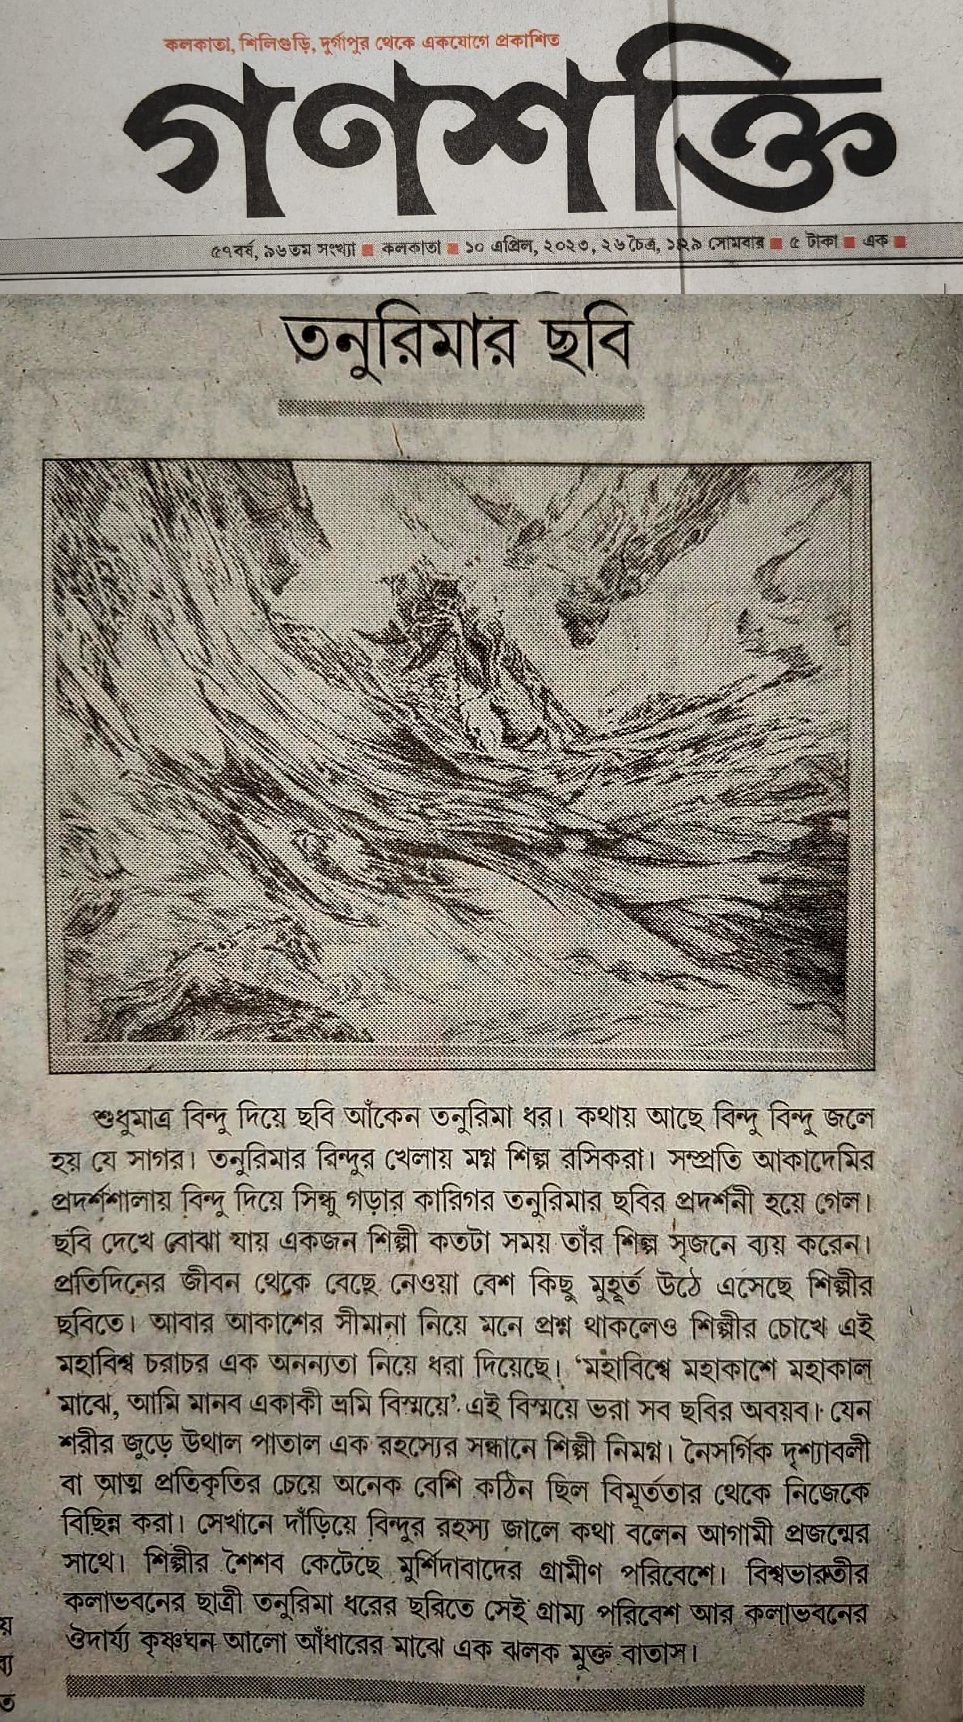 কলকাতা, শিলিগুড়ি, দুর্গাপুর থেকে একযোগে প্রকাশিত
গণশক্তি
৫৭বর্ষ, ৯৬তম সংখ্যা ■ কলকাতা ■ ১০ এপ্রিল, ২০২৩, ২৬ চৈত্র, ১৪২৯ সোমবার ■ ৫ টাকা ■ এক ■
তনুরিমার ছবি
শুধুমাত্র বিন্দু দিয়ে ছবি আঁকেন তনুরিমা ধর। কথায় আছে বিন্দু বিন্দু জলে
হয় যে সাগর। তনুরিমার বিন্দুর খেলায় মগ্ন শিল্প রসিকরা। সম্প্রতি আকাদেমির
প্রদর্শশালায় বিন্দু দিয়ে সিন্ধু গড়ার কারিগর তনুরিমার ছবির প্রদর্শনী হয়ে গেল।
ছবি দেখে বোঝা যায় একজন শিল্পী কতটা সময় তাঁর শিল্প সৃজনে ব্যয় করেন।
প্রতিদিনের জীবন থেকে বেছে নেওয়া বেশ কিছু মুহূর্ত উঠে এসেছে শিল্পীর
ছবিতে। আবার আকাশের সীমানা নিয়ে মনে প্রশ্ন থাকলেও শিল্পীর চোখে এই
মহাবিশ্ব চরাচর এক অনন্যতা নিয়ে ধরা দিয়েছে। ‘মহাবিশ্বে মহাকাশে মহাকাল
মাঝে, আমি মানব একাকী ভ্রমি বিস্ময়ে’ এই বিস্ময়ে ভরা সব ছবির অবয়ব। যেন
শরীর জুড়ে উথাল পাতাল এক রহস্যের সন্ধানে শিল্পী নিমগ্ন। নৈসর্গিক দৃশ্যাবলী
বা আত্ম প্রতিকৃতির চেয়ে অনেক বেশি কঠিন ছিল বিমূর্ততার থেকে নিজেকে
বিছিন্ন করা। সেখানে দাঁড়িয়ে বিন্দুর রহস্য জালে কথা বলেন আগামী প্রজন্মের
সাথে। শিল্পীর শৈশব কেটেছে মুর্শিদাবাদের গ্রামীণ পরিবেশে। বিশ্বভারতীর
কলাভবনের ছাত্রী তনুরিমা ধরের ছবিতে সেই গ্রাম্য পরিবেশ আর কলাভবনের
ঔদার্য্য কৃষ্ণঘন আলো আঁধারের মাঝে এক ঝলক মুক্ত বাতাস।